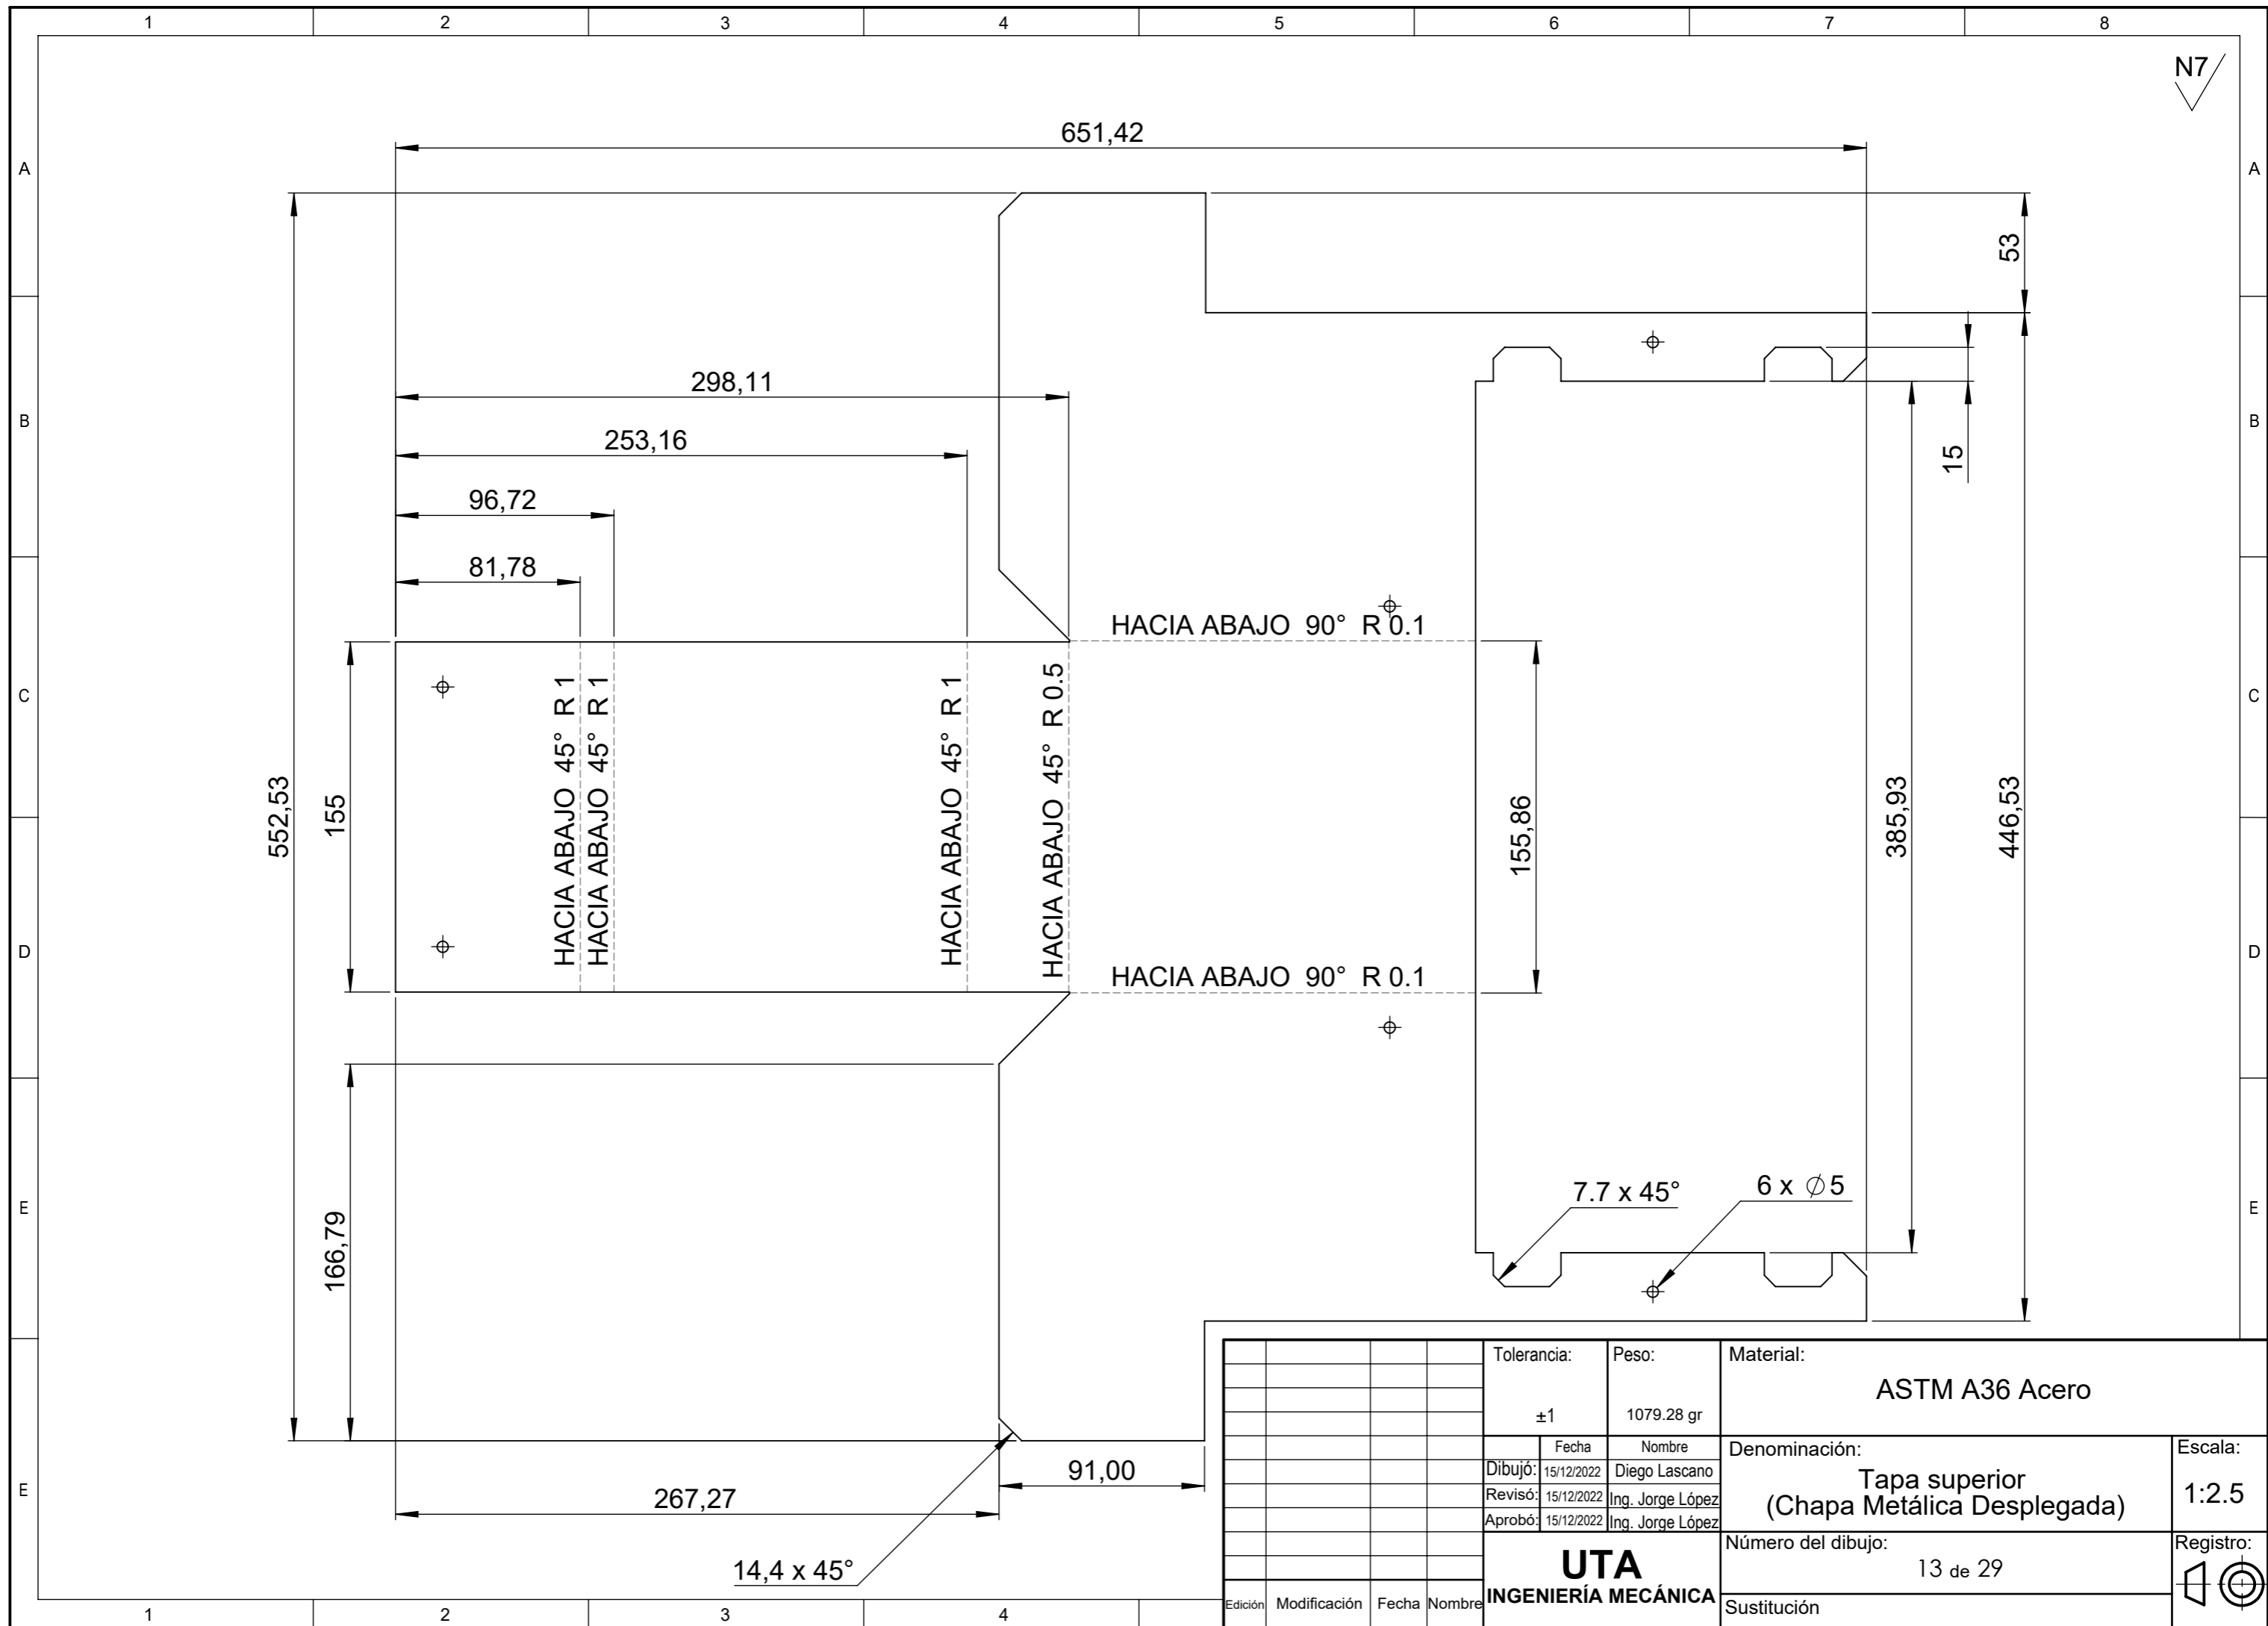 1 2 3 4 5 6 7 8
N7
651,42
A A
53
298,11
B B
253,16
15
96,72
81,78
HACIA ABAJO 90° R 0.1
HACIA ABAJO 45° R 1
HACIA ABAJO 45° R 1
HACIA ABAJO 45° R 1
HACIA ABAJO 45° R 0.5
C C
552,53
155
155,86
385,93
446,53
D D
HACIA ABAJO 90° R 0.1
7.7 x 45°
6 x ∅5
E E
166,79
91,00
267,27
14,4 x 45°
E
1 2 3 4
Tolerancia:
±1
Peso:
1079.28 gr
Material:
ASTM A36 Acero
Fecha Nombre
Dibujó: 15/12/2022 Diego Lascano
Revisó: 15/12/2022 Ing. Jorge López
Aprobó: 15/12/2022 Ing. Jorge López
Denominación:
Tapa superior
(Chapa Metálica Desplegada)
Escala:
1:2.5
UTA
INGENIERÍA MECÁNICA
Número del dibujo:
13 de 29
Registro:
Sustitución
Edición Modificación Fecha Nombre